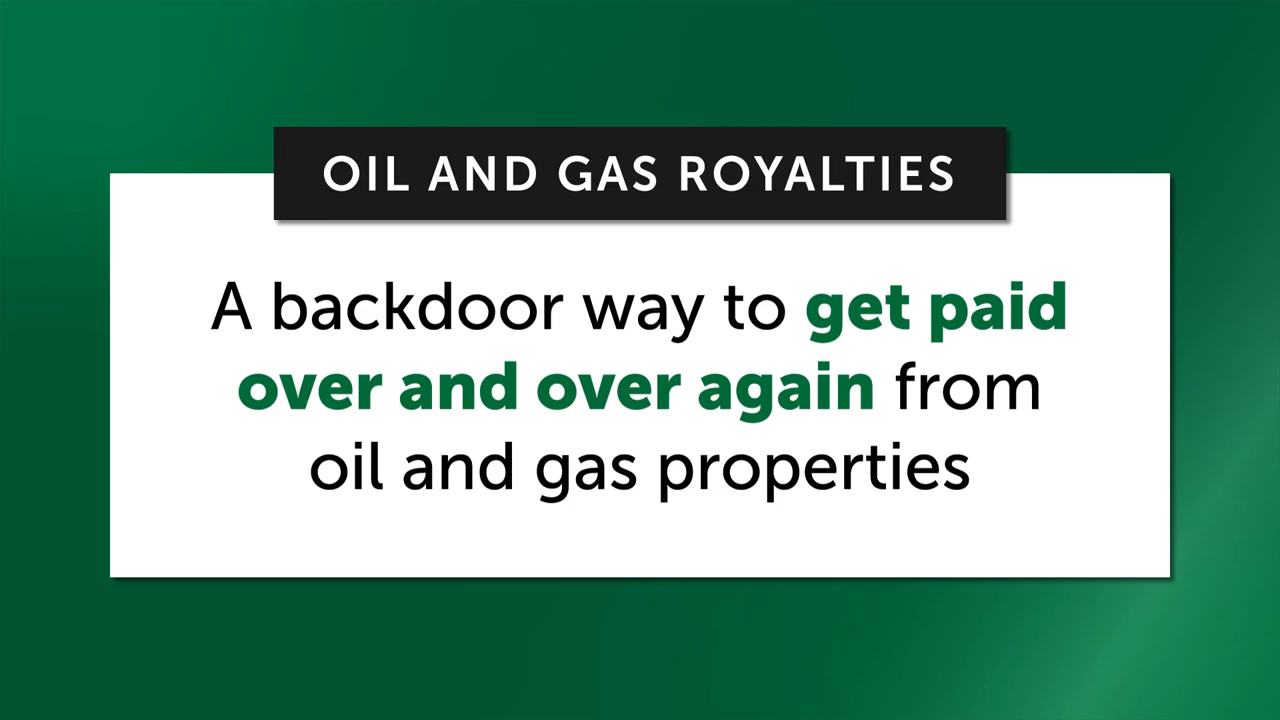 OIL AND GAS ROYALTIES
A backdoor way to get paid
over and over again from
oil and gas properties